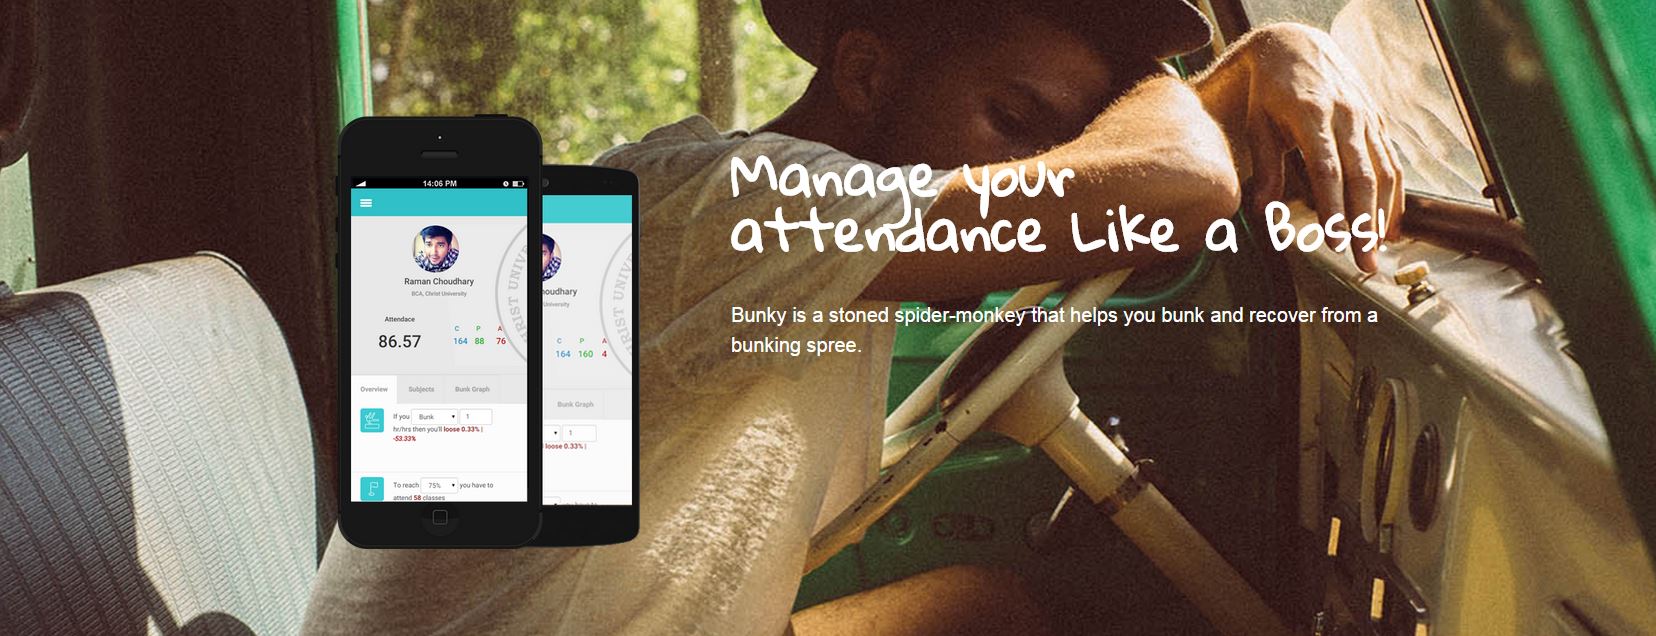 14:06 PM
Raman Choudhary
BCA, Christ University
Attendace
86.57
C P A
164 88 76
HRIST UNIVE
Overview Subjects Bunk Graph
If you Bunk 1
hr/hrs then you'll loose 0.33% |
-53.33%
To reach 75% you have to
attend 58 classes
oudhary
University
C P A
164 160 4
RIST UNIV
Bunk Graph
1
loose 0.33% |
Manage your
attendance Like a Boss!
Bunky is a stoned spider-monkey that helps you bunk and recover from a
bunking spree.